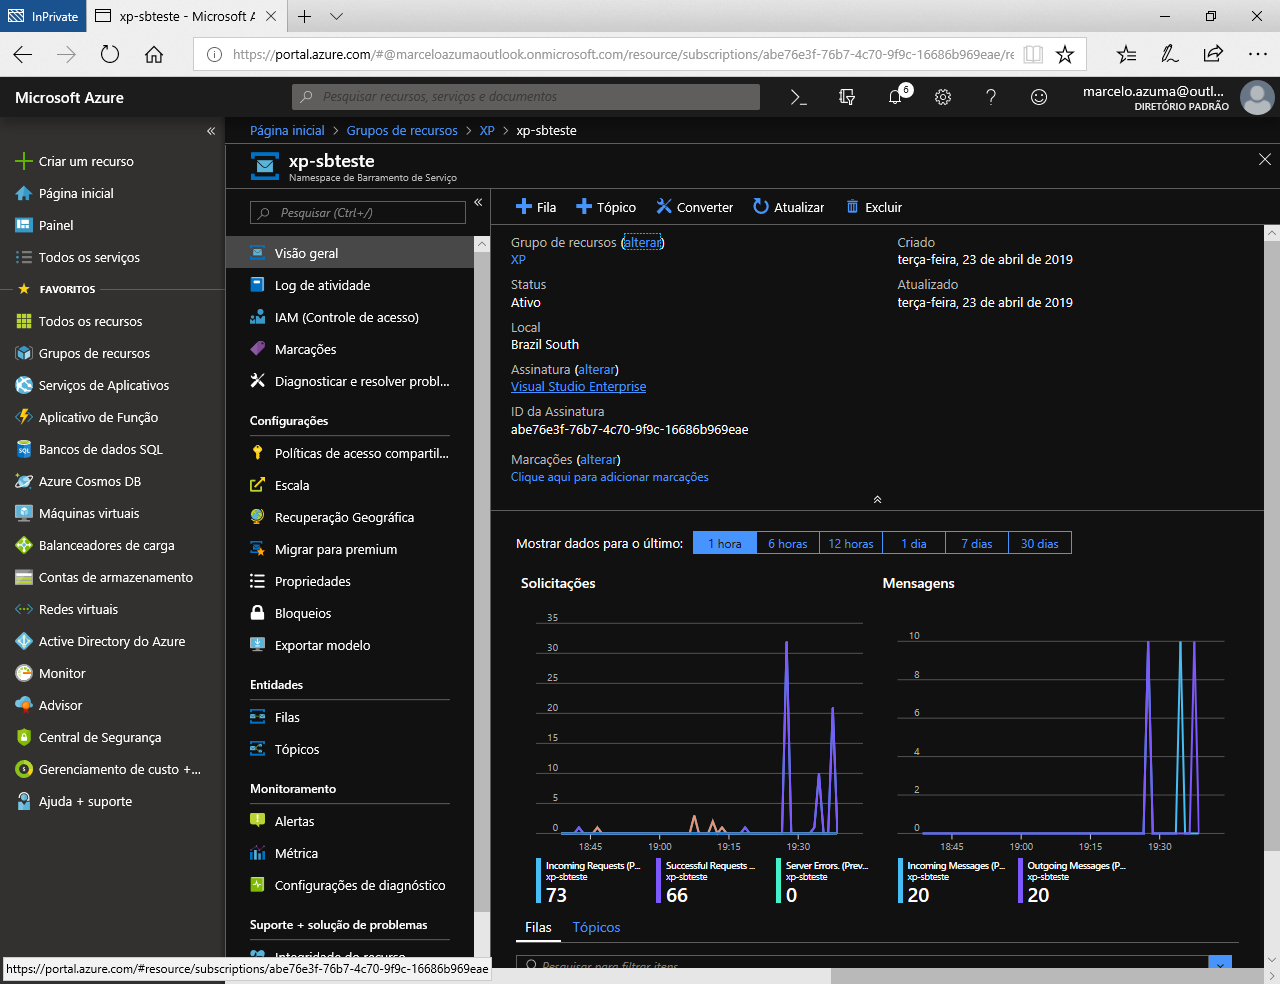 InPrivate
xp-sbteste - Microsoft A
https://portal.azure.com/#@marceloazumaoutlook.onmicrosoft.com/resource/subscriptions/abe76e3f-76b7-4c70-9f9c-16686b969eae/re
Microsoft Azure
Pesquisar recursos, serviços e documentos
6
marcelo.azuma@outl...
DIRETÓRIO PADRÃO
Criar um recurso
Página inicial
Painel
Todos os serviços
FAVORITOS
Todos os recursos
Grupos de recursos
Serviços de Aplicativos
Aplicativo de Função
Bancos de dados SQL
Azure Cosmos DB
Máquinas virtuais
Balanceadores de carga
Contas de armazenamento
Redes virtuais
Active Directory do Azure
Monitor
Advisor
Central de Segurança
Gerenciamento de custo +...
Ajuda + suporte
Página inicial > Grupos de recursos > XP > xp-sbteste
xp-sbteste
Namespace de Barramento de Serviço
Pesquisar (Ctrl+/)
Visão geral
Log de atividade
IAM (Controle de acesso)
Marcações
Diagnosticar e resolver probl...
Configurações
Políticas de acesso compartil...
Escala
Recuperação Geográfica
Migrar para premium
Propriedades
Bloqueios
Exportar modelo
Entidades
Filas
Tópicos
Monitoramento
Alertas
Métrica
Configurações de diagnóstico
Suporte + solução de problemas
Integridade do recurso
Fila
Tópico
Converter
Atualizar
Excluir
Grupo de recursos (alterar)
XP
Status
Ativo
Local
Brazil South
Assinatura (alterar)
Visual Studio Enterprise
ID da Assinatura
abe76e3f-76b7-4c70-9f9c-16686b969eae
Marcações (alterar)
Clique aqui para adicionar marcações
Criado
terça-feira, 23 de abril de 2019
Atualizado
terça-feira, 23 de abril de 2019
Mostrar dados para o último:
1 hora
6 horas
12 horas
1 dia
7 dias
30 dias
Solicitações
35
30
25
20
15
10
5
0
18:45
19:00
19:15
19:30
Incoming Requests (P...
xp-sbteste
73
Successful Requests ...
xp-sbteste
66
Server Errors. (Prev...
xp-sbteste
0
Mensagens
10
8
6
4
2
0
18:45
19:00
19:15
19:30
Incoming Messages (P...
xp-sbteste
20
Outgoing Messages (P...
xp-sbteste
20
Filas
Tópicos
Pesquisar para filtrar itens
https://portal.azure.com/#resource/subscriptions/abe76e3f-76b7-4c70-9f9c-16686b969eae